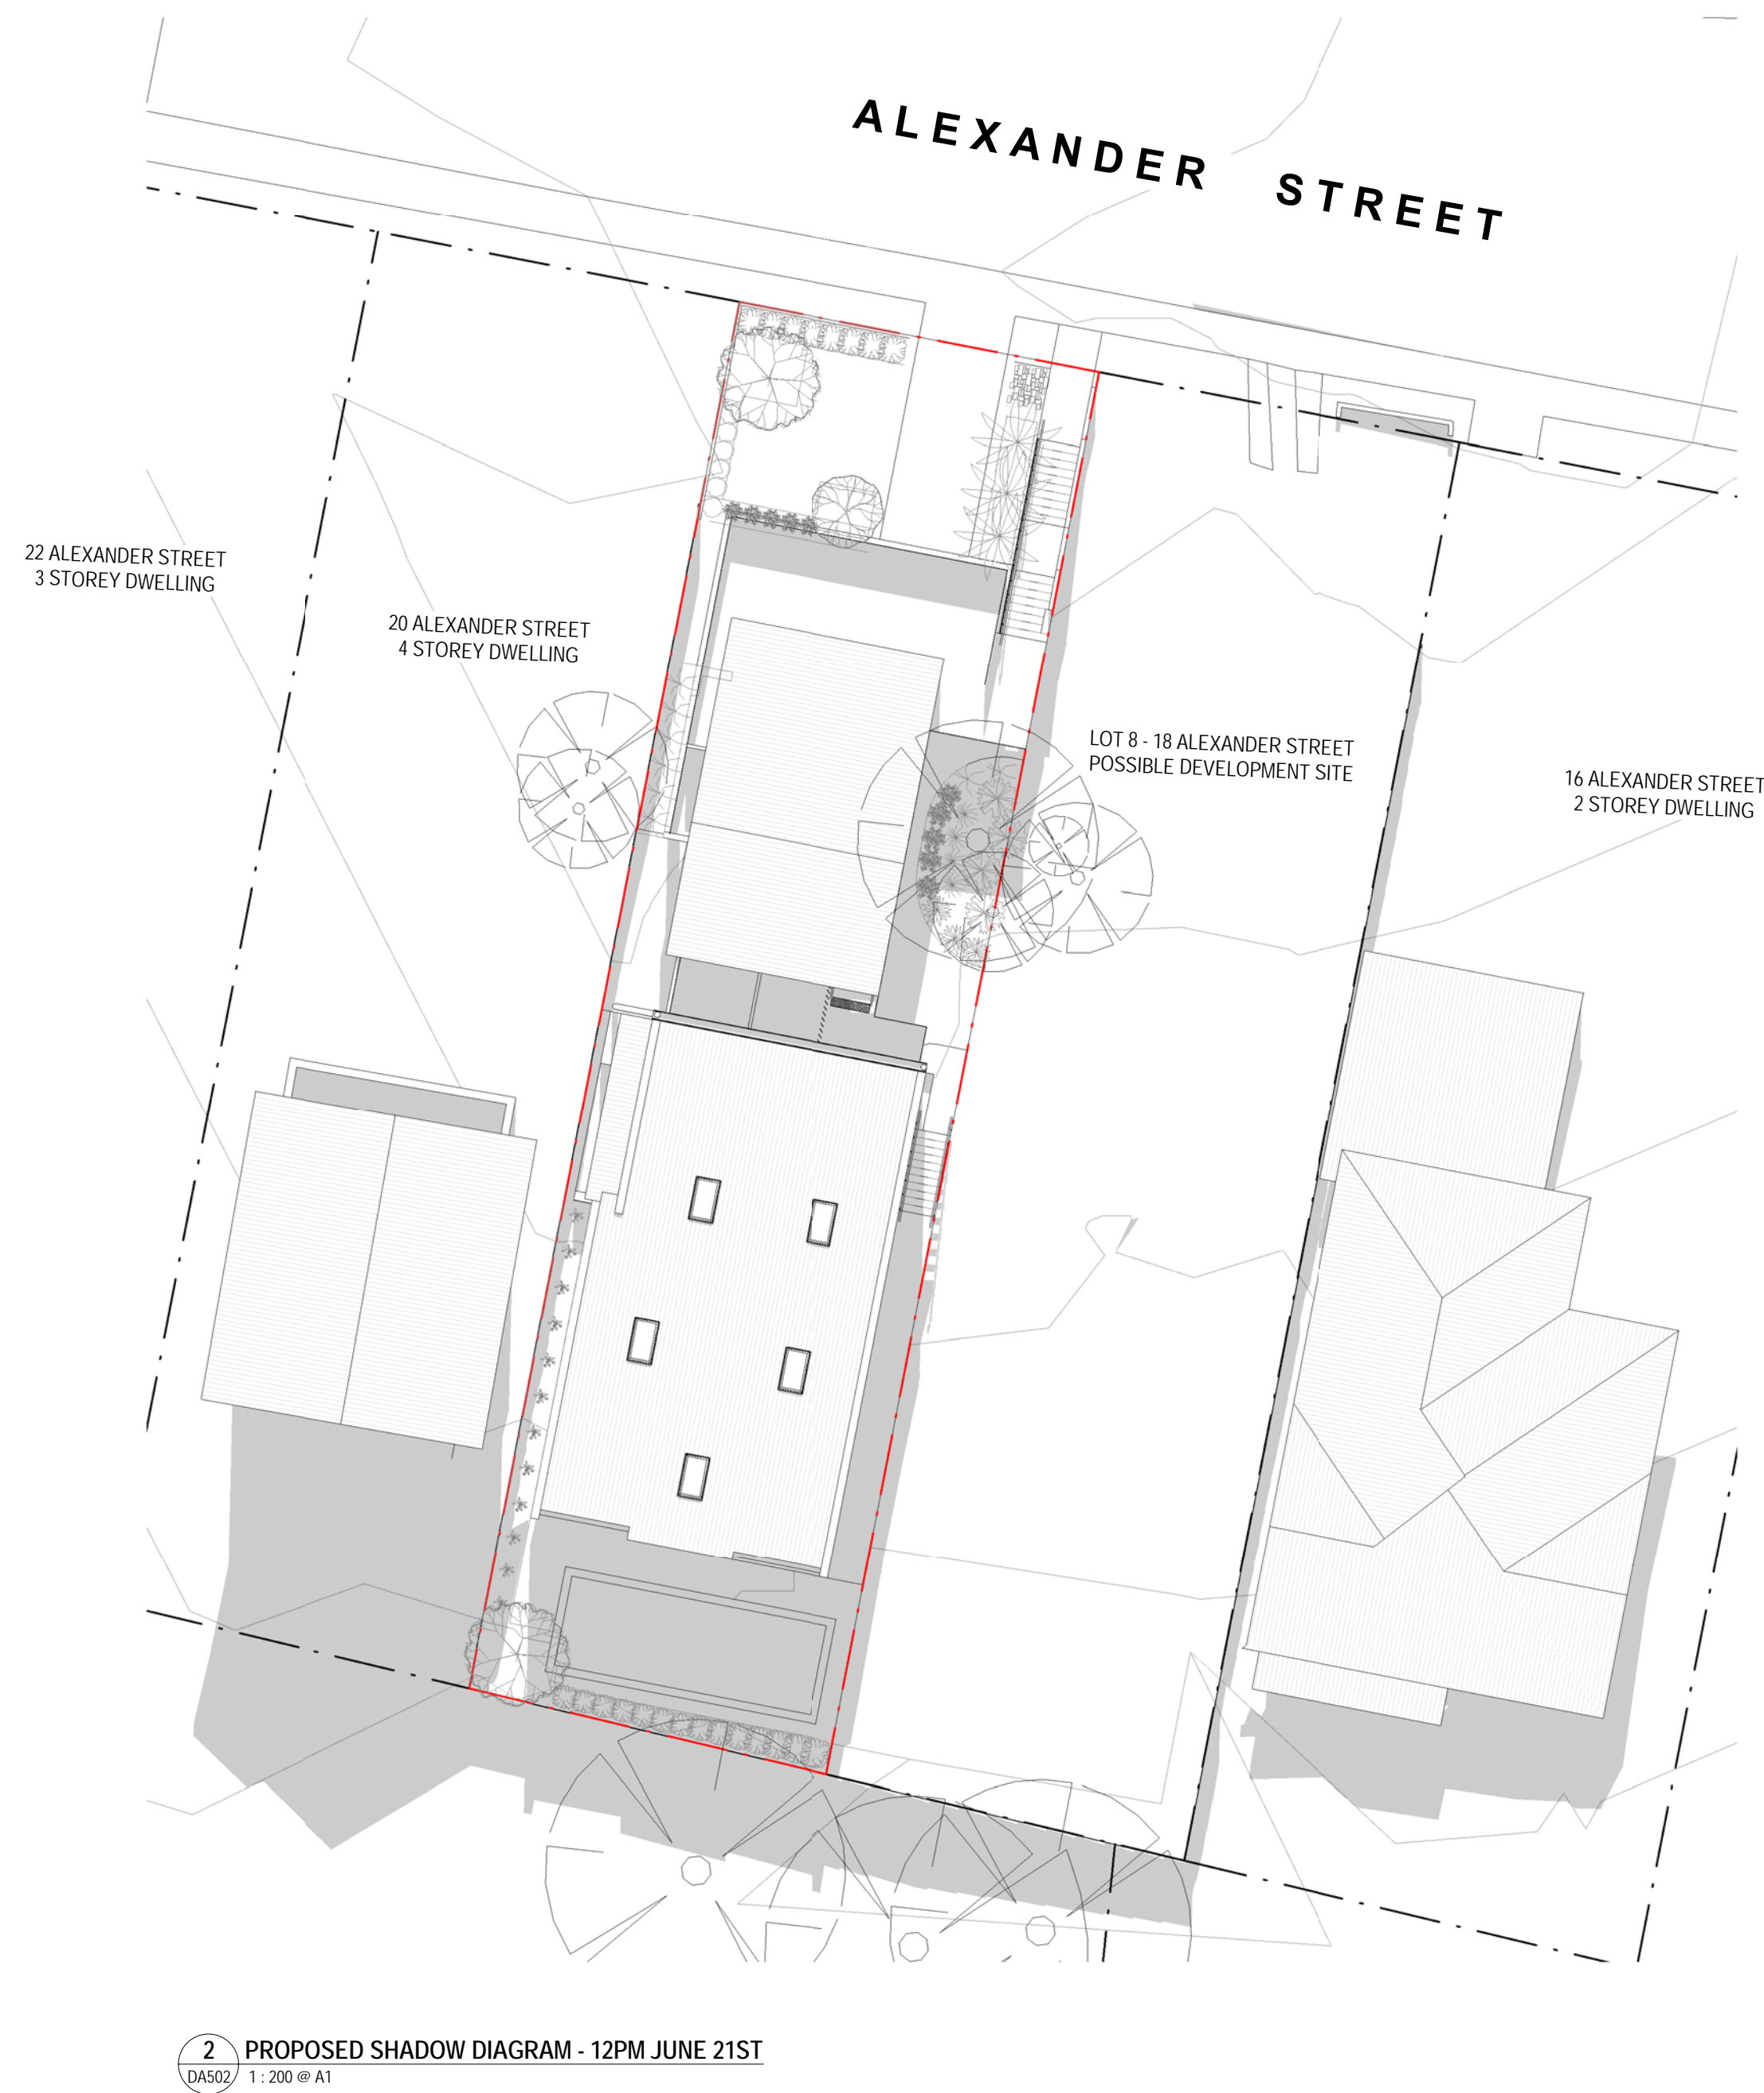 ALEXANDER STREET
22 ALEXANDER STREET
3 STOREY DWELLING
20 ALEXANDER STREET
4 STOREY DWELLING
LOT 8 - 18 ALEXANDER STREET
POSSIBLE DEVELOPMENT SITE
16 ALEXANDER STREET
2 STOREY DWELLING
2
DA502
PROPOSED SHADOW DIAGRAM - 12PM JUNE 21ST
1 : 200 @ A1